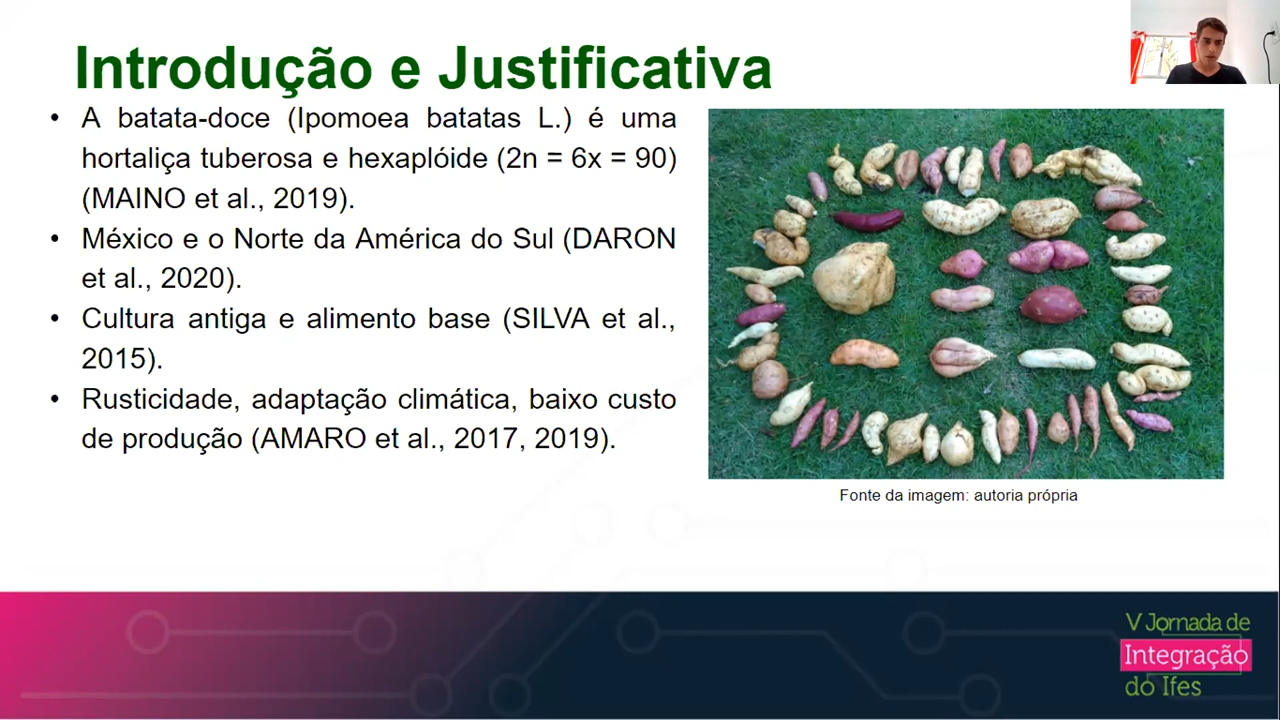 Introdução e Justificativa
• A batata-doce (Ipomoea batatas L.) é uma
hortaliça tuberosa e hexaplóide (2n = 6x = 90)
(MAINO et al., 2019).
• México e o Norte da América do Sul (DARON
et al., 2020).
• Cultura antiga e alimento base (SILVA et al.,
2015).
• Rusticidade, adaptação climática, baixo custo
de produção (AMARO et al., 2017, 2019).
Fonte da imagem: autoria própria
V Jornada de
Integração
do Ifes